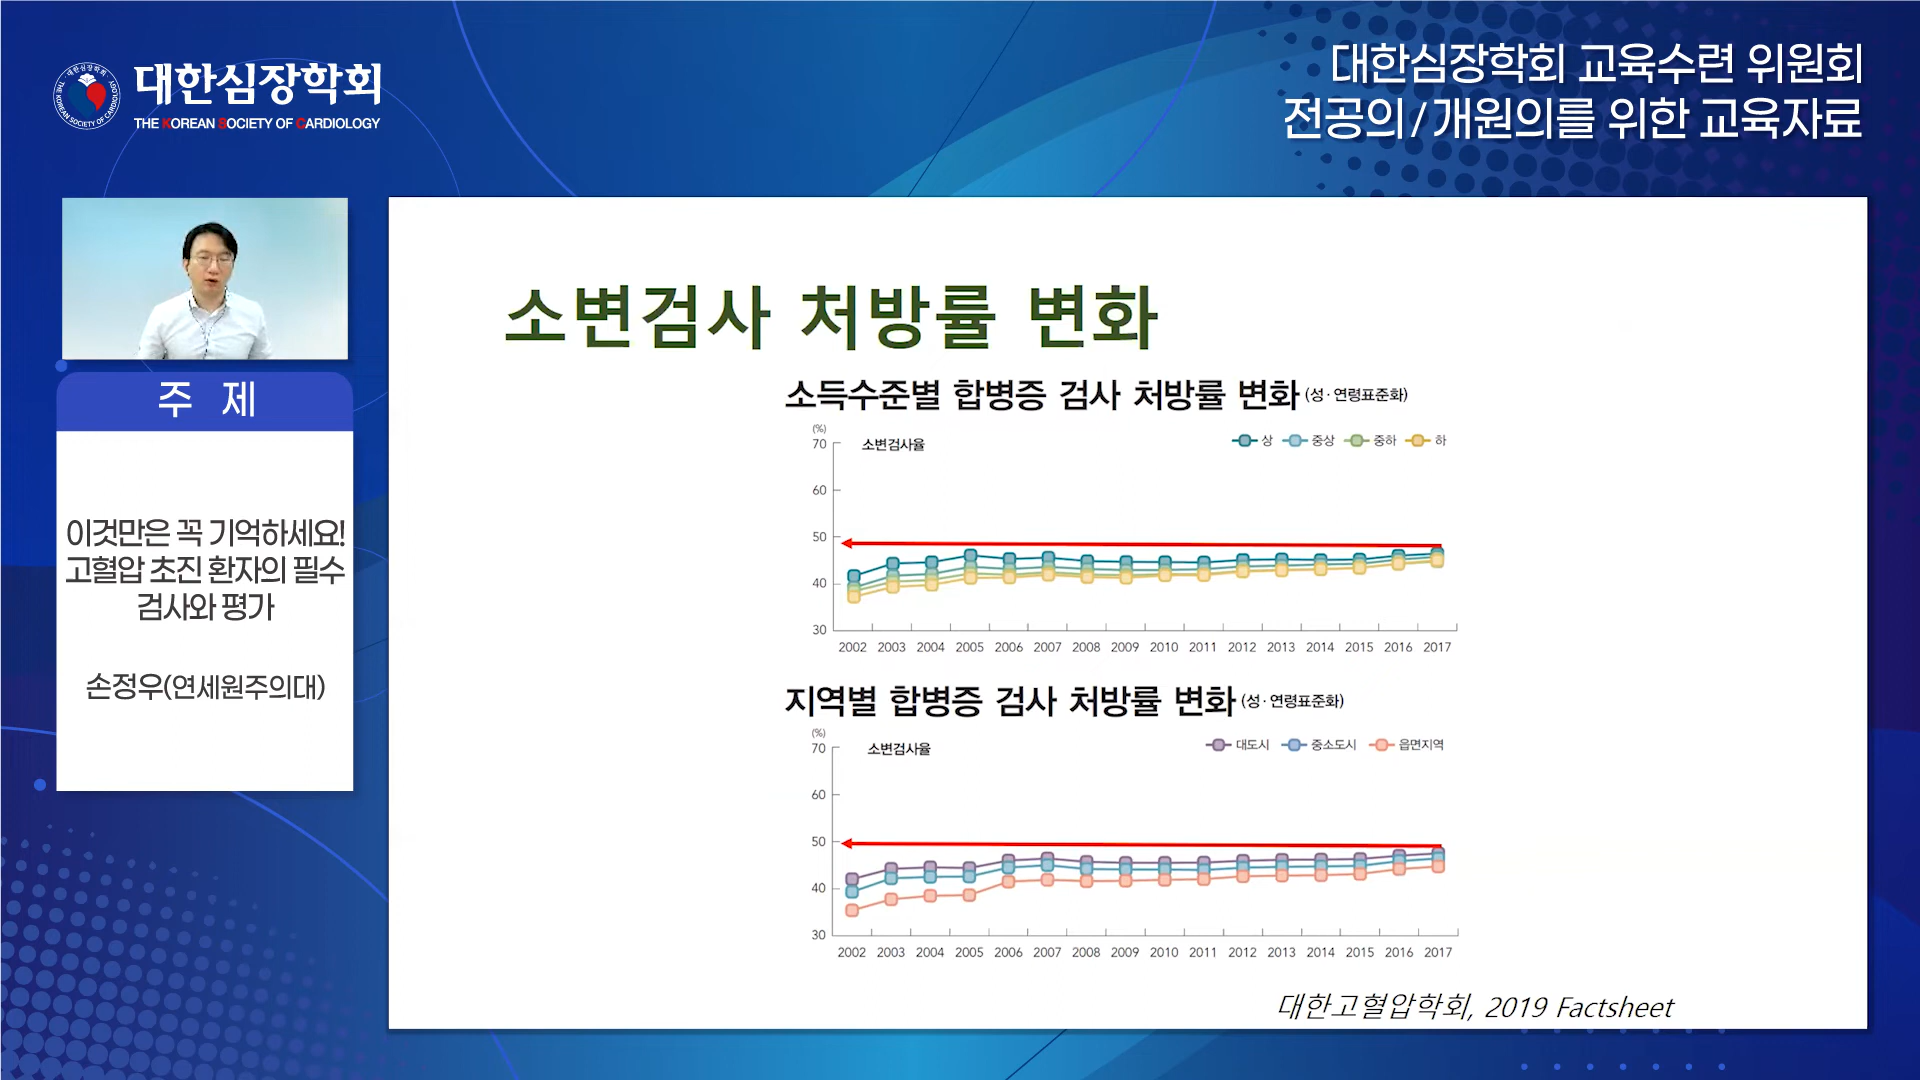 대한심장학회
THE KOREAN SOCIETY OF CARDIOLOGY
대한심장학회 교육수련 위원회
전공의/개원의를 위한 교육자료
주 제
이것만은 꼭 기억하세요!
고혈압 초진 환자의 필수
검사와 평가
손정우(연세원주의대)
소변검사 처방률 변화
소득수준별 합병증 검사 처방률 변화 (성·연령표준화)
(%)
소변검사율
상 중상 중하 하
70
60
50
40
30
2002 2003 2004 2005 2006 2007 2008 2009 2010 2011 2012 2013 2014 2015 2016 2017
지역별 합병증 검사 처방률 변화 (성·연령표준화)
(%)
소변검사율
대도시 중소도시 읍면지역
70
60
50
40
30
2002 2003 2004 2005 2006 2007 2008 2009 2010 2011 2012 2013 2014 2015 2016 2017
대한고혈압학회, 2019 Factsheet